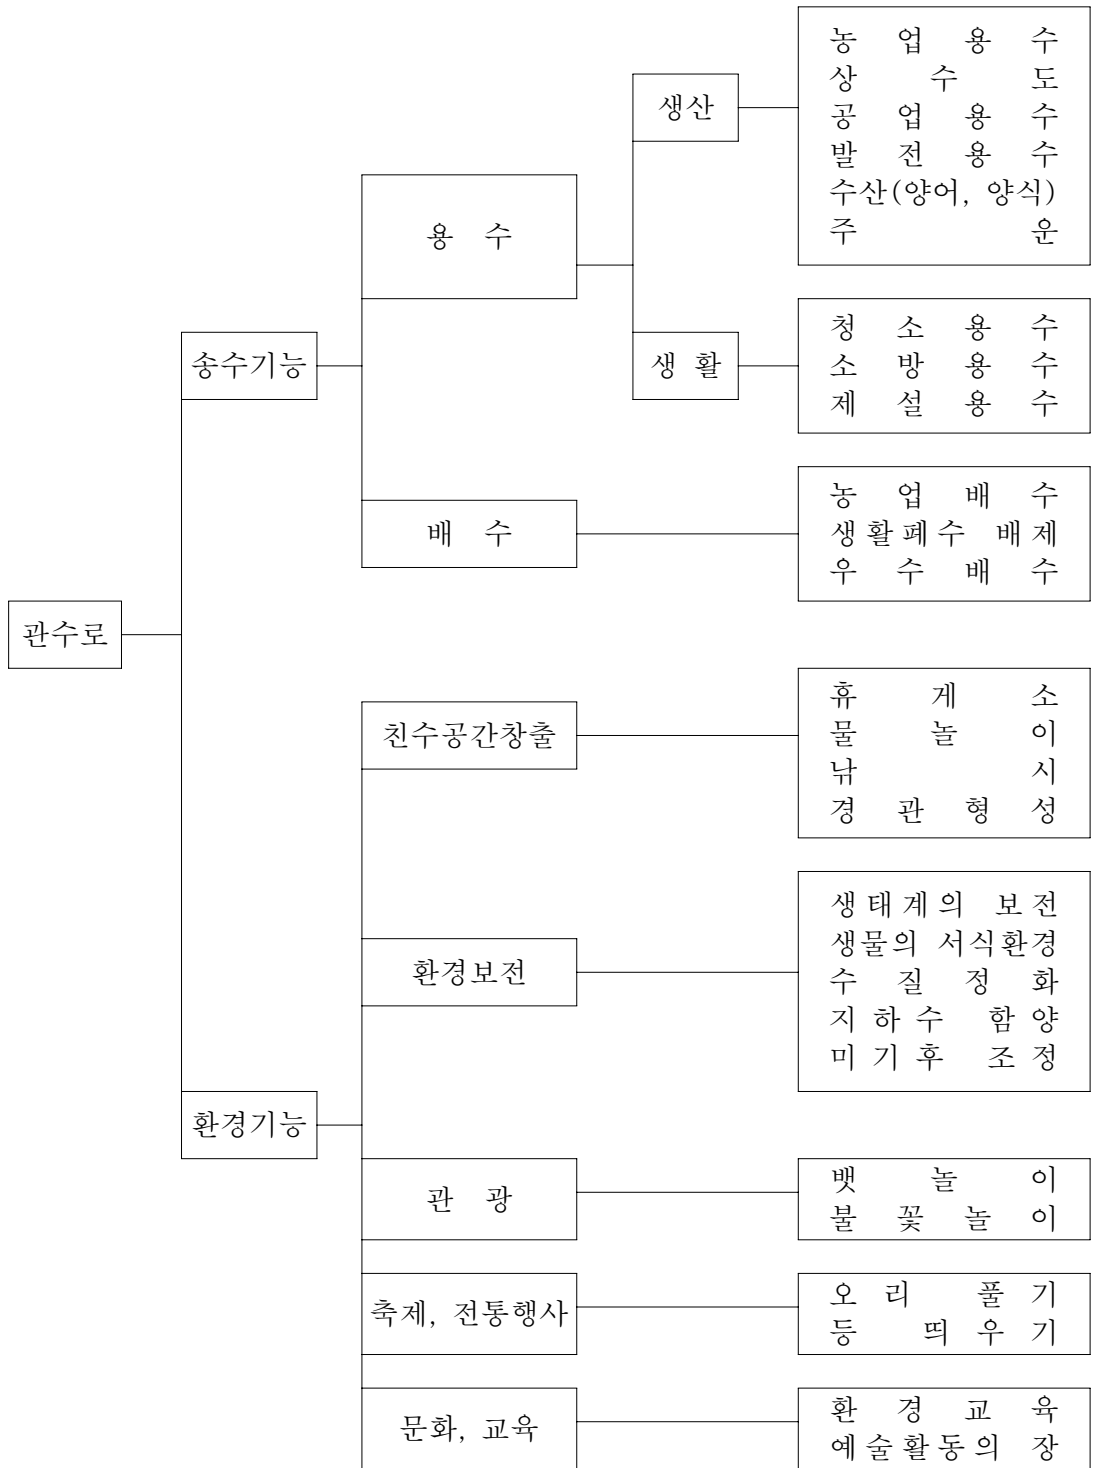 관수로
송수기능
용 수
생산
농 업 용 수
상 수 도
공 업 용 수
발 전 용 수
수산(양어, 양식)
주 운
생 활
청 소 용 수
소 방 용 수
제 설 용 수
배 수
농 업 배 수
생활폐수 배제
우 수 배 수
환경기능
친수공간창출
휴 게 소
물 놀 이
낚 시
경 관 형 성
환경보전
생태계의 보전
생물의 서식환경
수 질 정 화
지하수 함양
미기후 조정
관 광
뱃 놀 이
불 꽃 놀 이
축제, 전통행사
오리 풀기
등 띄우기
문화, 교육
환 경 교 육
예술활동의 장